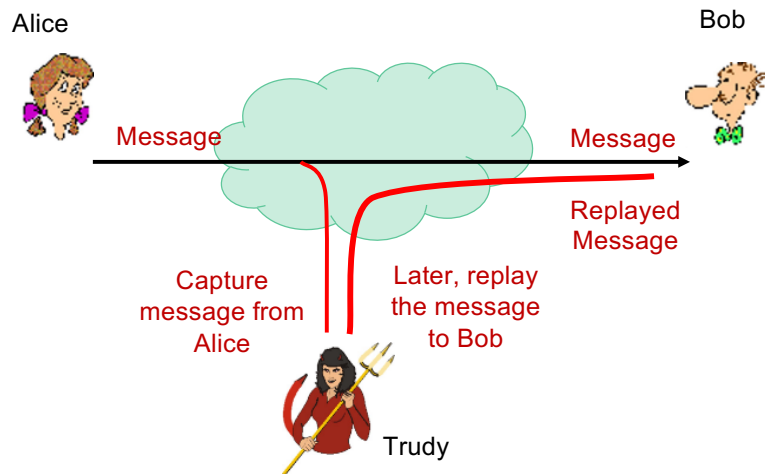 Alice
Bob
Message
Message
Replayed
Message
Capture
message from
Alice
Later, replay
the message
to Bob
Trudy